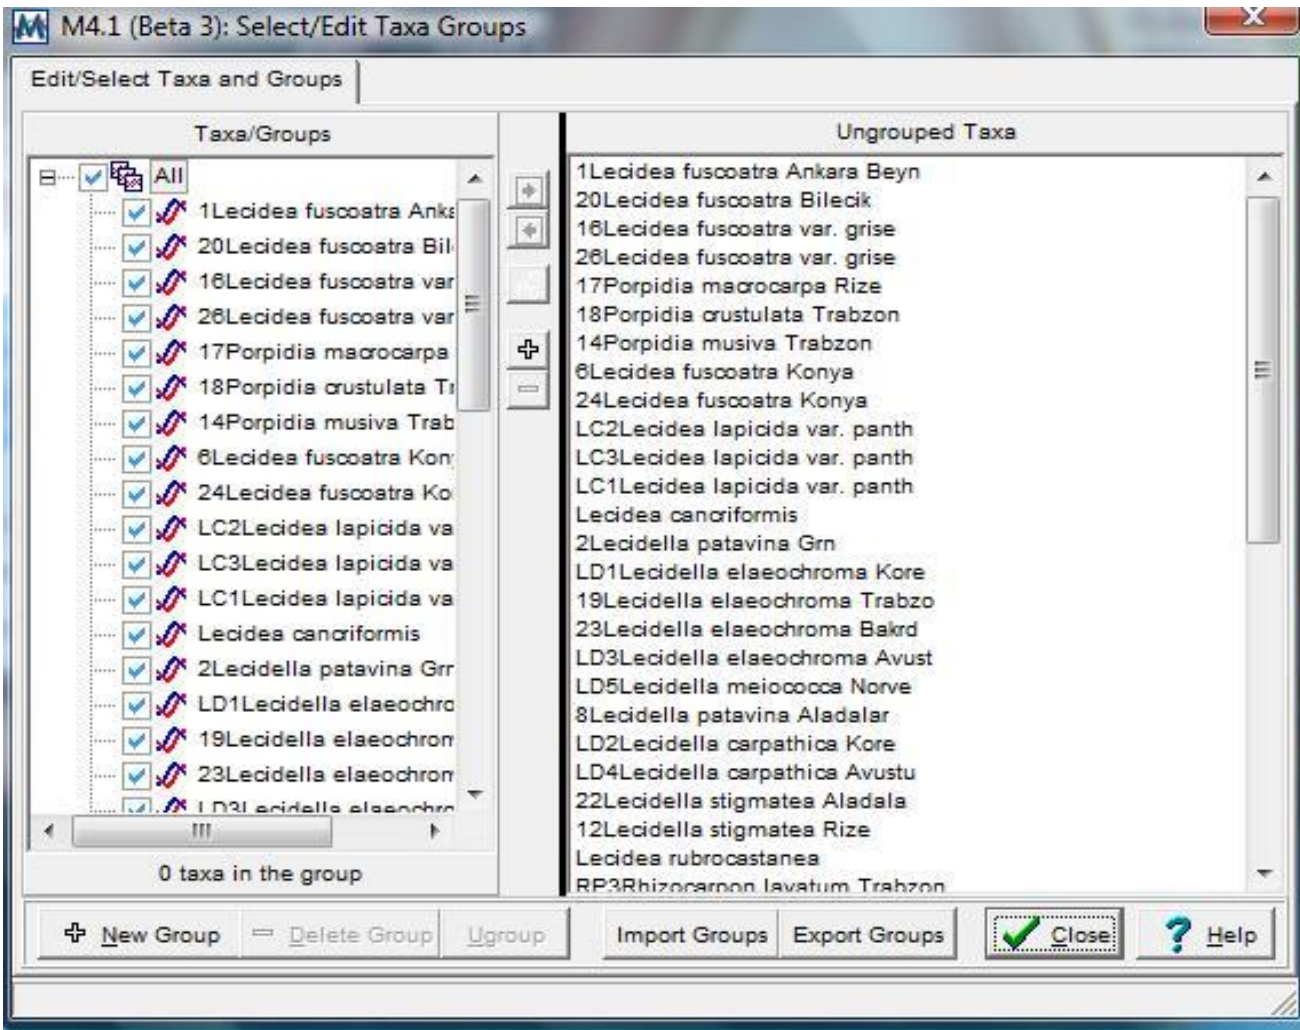 M4.1 (Beta 3): Select/Edit Taxa Groups
Edit/Select Taxa and Groups
Taxa/Groups
All
1Lecidea fuscoatra Anka
20Lecidea fuscoatra Bil
16Lecidea fuscoatra var
26Lecidea fuscoatra var
17Porpidia macrocarpa
18Porpidia crustulata Tr
14Porpidia musiva Trab
6Lecidea fuscoatra Kon
24Lecidea fuscoatra Ko
LC2Lecidea lapicida va
LC3Lecidea lapicida va
LC1Lecidea lapicida va
Lecidea cancriformis
2Lecidella patavina Grn
LD1Lecidella elaeochro
19Lecidella elaeochrom
23Lecidella elaeochrom
LD3Lecidella elaeochro
0 taxa in the group
Ungrouped Taxa
1Lecidea fuscoatra Ankara Beyn
20Lecidea fuscoatra Bilecik
16Lecidea fuscoatra var. grise
26Lecidea fuscoatra var. grise
17Porpidia macrocarpa Rize
18Porpidia crustulata Trabzon
14Porpidia musiva Trabzon
6Lecidea fuscoatra Konya
24Lecidea fuscoatra Konya
LC2Lecidea lapicida var. panth
LC3Lecidea lapicida var. panth
LC1Lecidea lapicida var. panth
Lecidea cancriformis
2Lecidella patavina Grn
LD1Lecidella elaeochroma Kore
19Lecidella elaeochroma Trabzo
23Lecidella elaeochroma Bakrd
LD3Lecidella elaeochroma Avust
LD5Lecidella meiococca Norve
8Lecidella patavina Aladalar
LD2Lecidella carpathica Kore
LD4Lecidella carpathica Avustu
22Lecidella stigmatea Aladala
12Lecidella stigmatea Rize
Lecidea rubrocastanea
RP3Rhizocarpon lavatum Trabzon
New Group Delete Group Ugroup Import Groups Export Groups Close Help